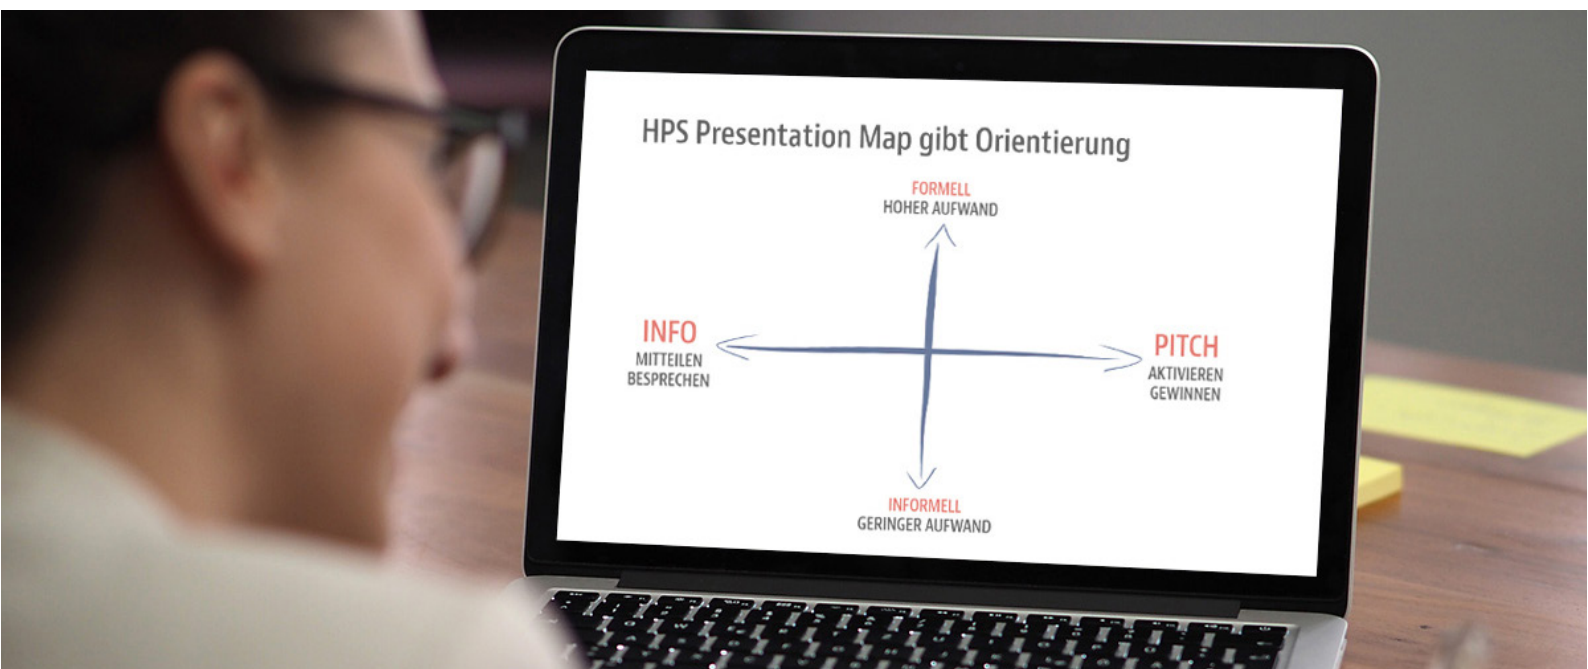 HPS Presentation Map gibt Orientierung
FORMELL
HOHER AUFWAND
INFO
MITTEILEN
BESPRECHEN
PITCH
AKTIVIEREN
GEWINNEN
INFORMELL
GERINGER AUFWAND